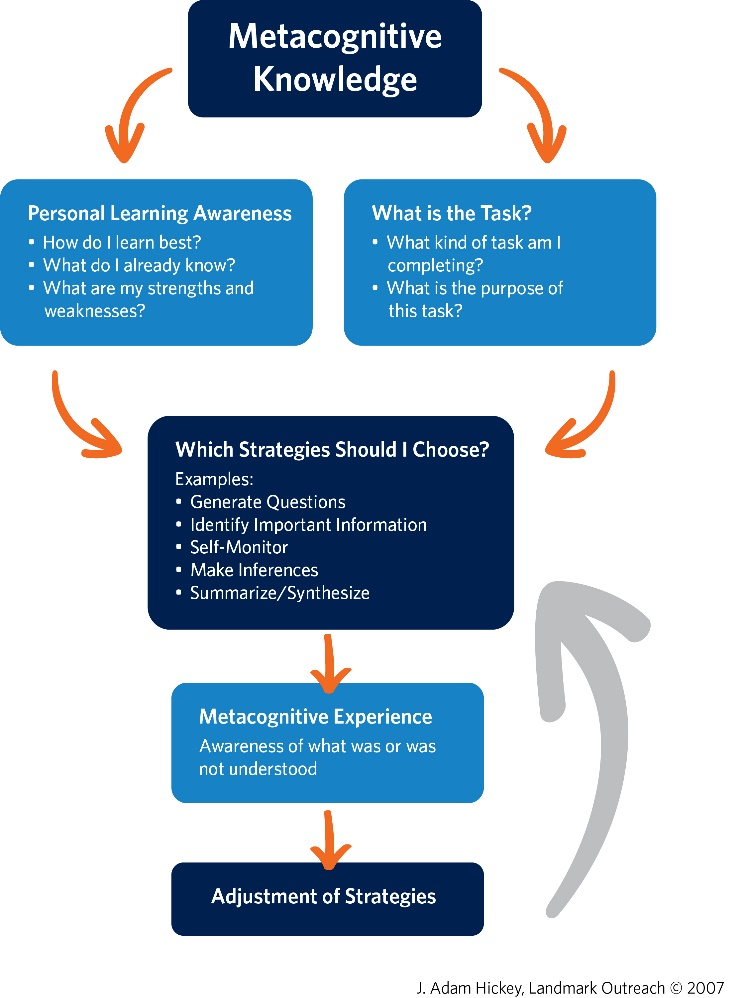 Metacognitive
Knowledge
Personal Learning Awareness
▪ How do I learn best?
▪ What do I already know?
▪ What are my strengths and
weaknesses?
What is the Task?
▪ What kind of task am I
completing?
▪ What is the purpose of
this task?
Which Strategies Should I Choose?
Examples:
▪ Generate Questions
▪ Identify Important Information
▪ Self-Monitor
▪ Make Inferences
▪ Summarize/Synthesize
Metacognitive Experience
Awareness of what was or was
not understood
Adjustment of Strategies
J. Adam Hickey, Landmark Outreach © 2007